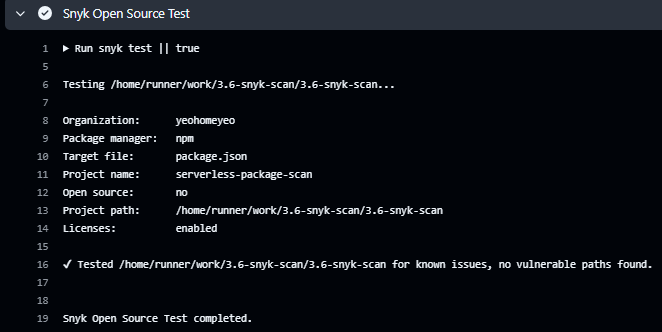 Snyk Open Source Test
1 ▶ Run snyk test || true
5
6 Testing /home/runner/work/3.6-snyk-scan/3.6-snyk-scan...
7
8 Organization: yeohomeyeo
9 Package manager: npm
10 Target file: package.json
11 Project name: serverless-package-scan
12 Open source: no
13 Project path: /home/runner/work/3.6-snyk-scan/3.6-snyk-scan
14 Licenses: enabled
15
16 ✓ Tested /home/runner/work/3.6-snyk-scan/3.6-snyk-scan for known issues, no vulnerable paths found.
17
18
19 Snyk Open Source Test completed.